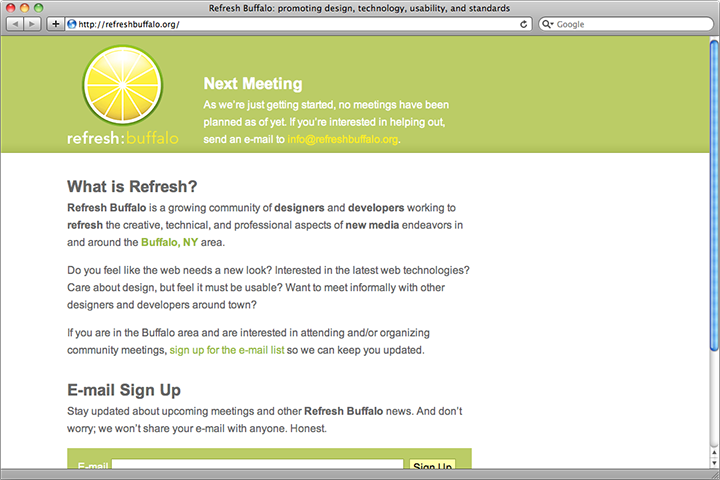 Refresh Buffalo: promoting design, technology, usability, and standards
http://refreshbuffalo.org/
Google
refresh:buffalo
Next Meeting
As we’re just getting started, no meetings have been
planned as of yet. If you’re interested in helping out,
send an e-mail to info@refreshbuffalo.org.
What is Refresh?
Refresh Buffalo is a growing community of designers and developers working to
refresh the creative, technical, and professional aspects of new media endeavors in
and around the Buffalo, NY area.
Do you feel like the web needs a new look? Interested in the latest web technologies?
Care about design, but feel it must be usable? Want to meet informally with other
designers and developers around town?
If you are in the Buffalo area and are interested in attending and/or organizing
community meetings, sign up for the e-mail list so we can keep you updated.
E-mail Sign Up
Stay updated about upcoming meetings and other Refresh Buffalo news. And don’t
worry; we won’t share your e-mail with anyone. Honest.
E-mail Sign Up